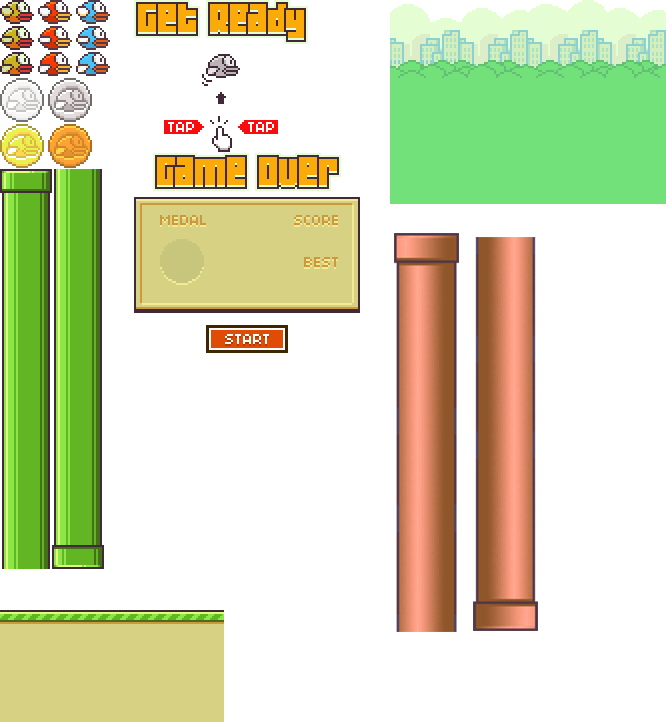 Get Ready
TAP TAP
Game Over
MEDAL SCORE
BEST
START